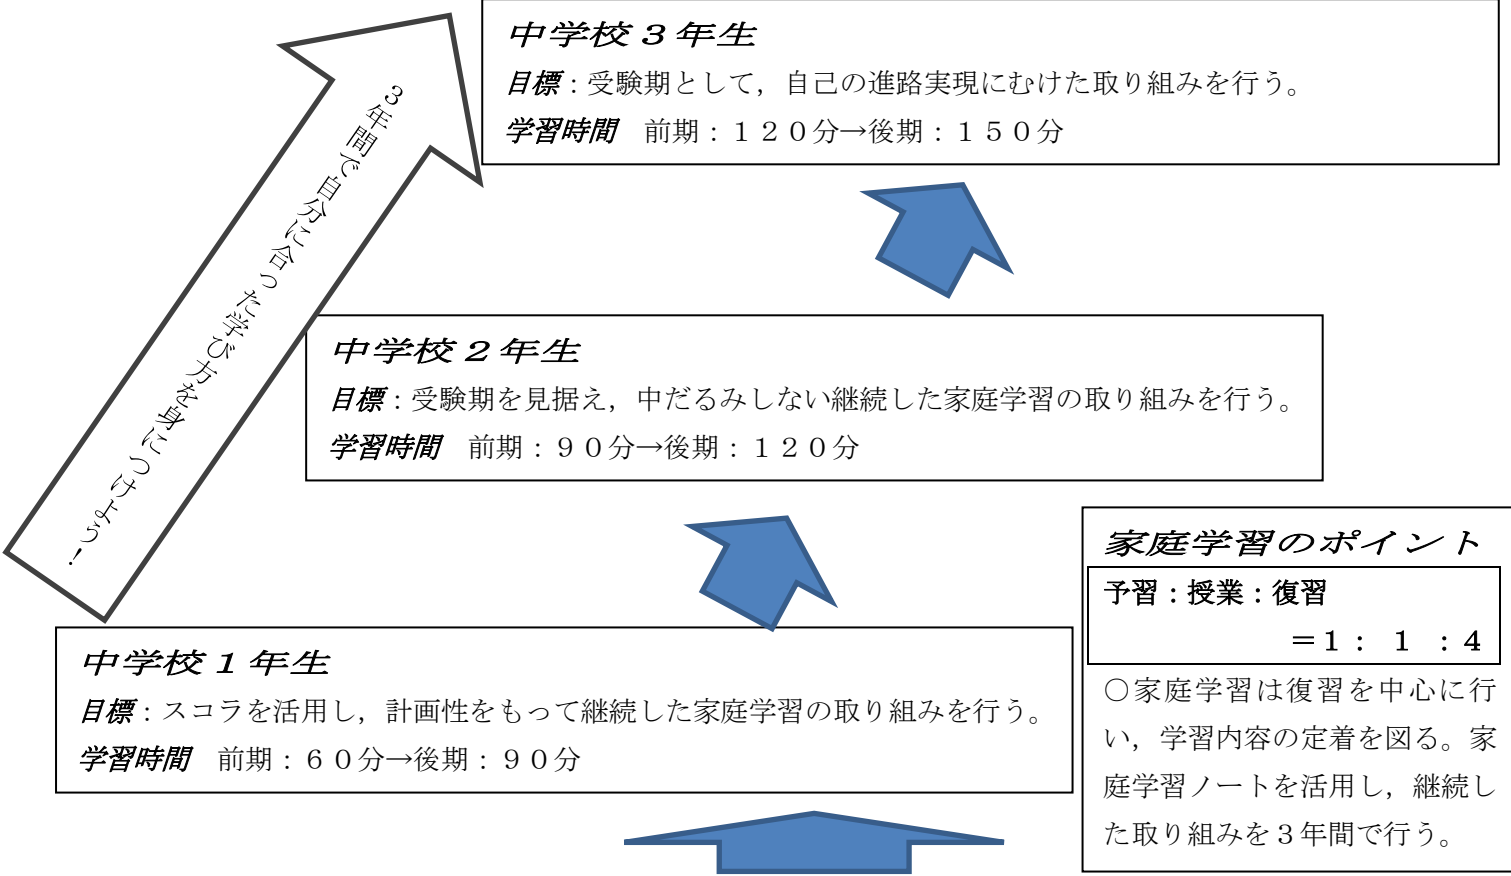 中学校３年生
目標：受験期として，自己の進路実現にむけた取り組みを行う。
学習時間　前期：１２０分→後期：１５０分
３年間で自分に合った学び方を身につけよう！
中学校２年生
目標：受験期を見据え，中だるみしない継続した家庭学習の取り組みを行う。
学習時間　前期：９０分→後期：１２０分
中学校１年生
目標：スコラを活用し，計画性をもって継続した家庭学習の取り組みを行う。
学習時間　前期：６０分→後期：９０分
家庭学習のポイント
予習：授業：復習
＝１：　１　：４
○家庭学習は復習を中心に行
い，学習内容の定着を図る。家
庭学習ノートを活用し，継続し
た取り組みを３年間で行う。